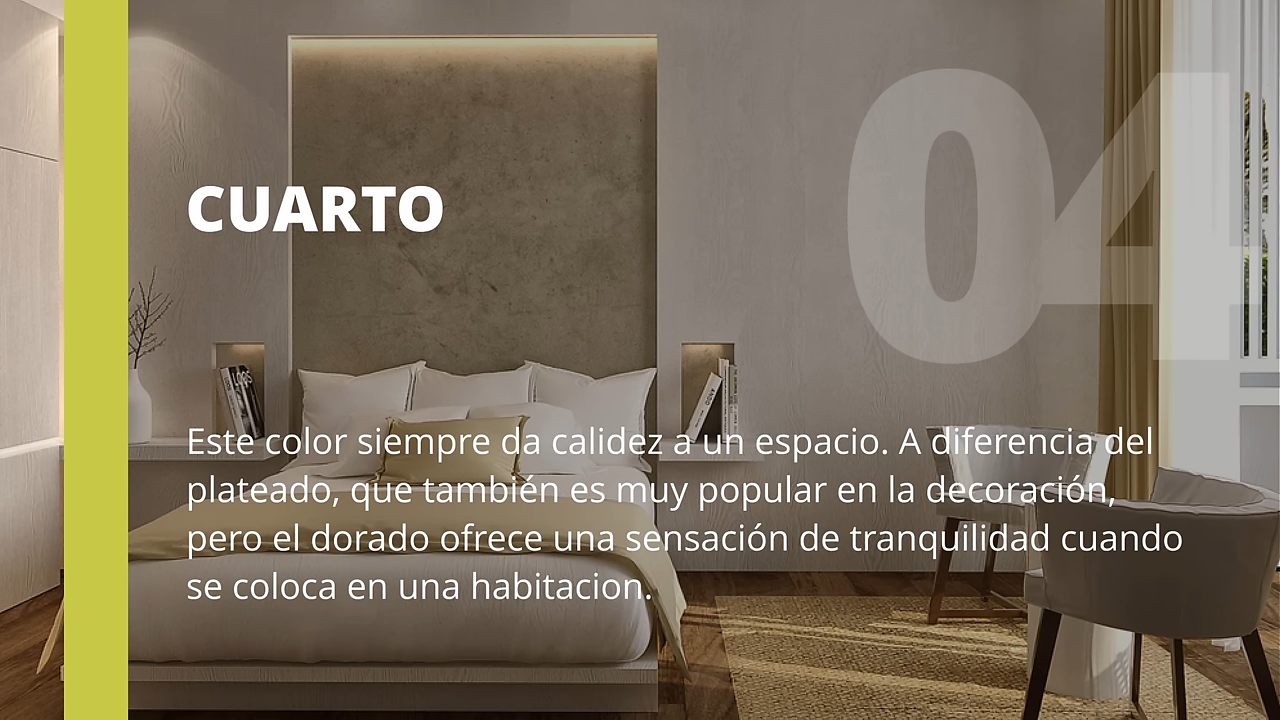 04
CUARTO
Este color siempre da calidez a un espacio. A diferencia del
plateado, que también es muy popular en la decoración,
pero el dorado ofrece una sensación de tranquilidad cuando
se coloca en una habitacion.